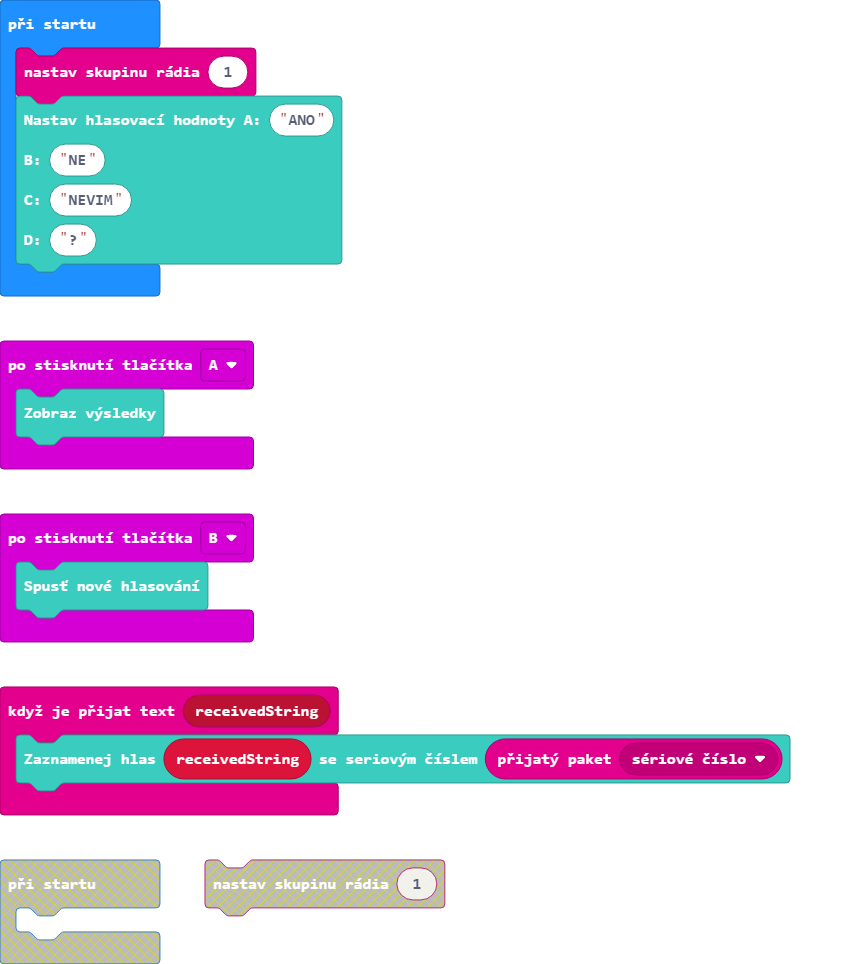 při startu
nastav skupinu rádia 1
Nastav hlasovací hodnoty A: "ANO"
B: "NE"
C: "NEVIM"
D: "?"
po stisknutí tlačítka A
Zobraz výsledky
po stisknutí tlačítka B
Spusť nové hlasování
když je přijat text receivedString
Zaznamenej hlas receivedString se seriovým číslem přijatý paket sériové číslo
při startu nastav skupinu rádia 1